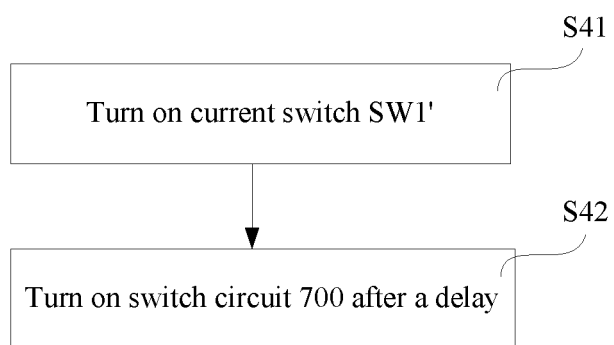 S41
Turn on current switch SW1'
S42
Turn on switch circuit 700 after a delay